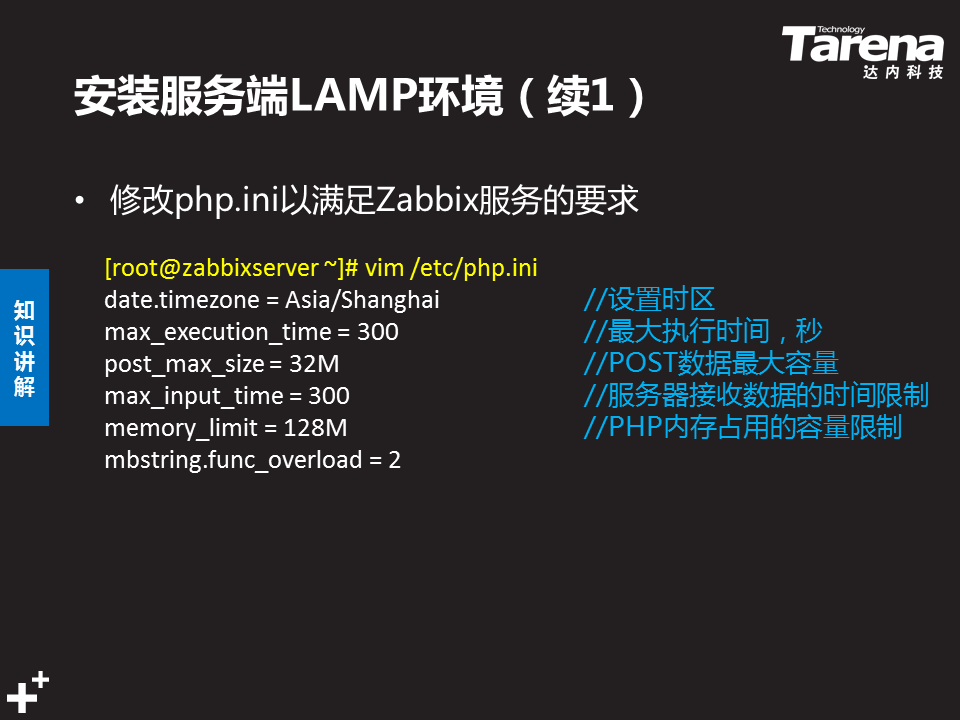 Technology
Tarena
达内科技
安装服务端LAMP环境（续1）
• 修改php.ini以满足Zabbix服务的要求
[root@zabbixserver ~]# vim /etc/php.ini
date.timezone = Asia/Shanghai //设置时区
max_execution_time = 300 //最大执行时间，秒
post_max_size = 32M //POST数据最大容量
max_input_time = 300 //服务器接收数据的时间限制
memory_limit = 128M //PHP内存占用的容量限制
mbstring.func_overload = 2
知识讲解